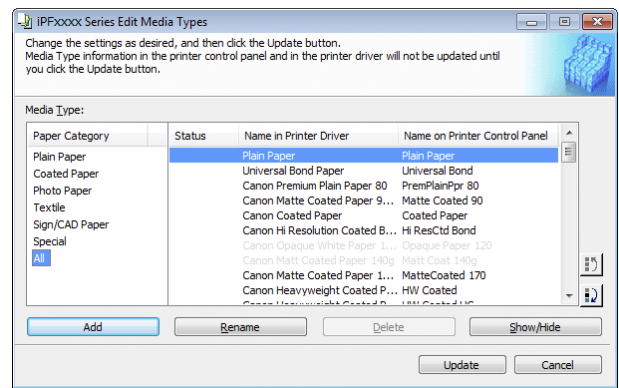 iPFxxxx Series Edit Media Types
Change the settings as desired, and then click the Update button.
Media Type information in the printer control panel and in the printer driver will not be updated until
you click the Update button.
Media Type:
Paper Category Status Name in Printer Driver Name on Printer Control Panel
Plain Paper
Coated Paper
Photo Paper
Textile
Sign/CAD Paper
Special
All
Plain Paper Plain Paper
Universal Bond Paper Universal Bond
Canon Premium Plain Paper 80 PremPlainPpr 80
Canon Matte Coated Paper 9... Matte Coated 90
Canon Coated Paper Coated Paper
Canon Hi Resolution Coated B... Hi ResCtd Bond
Canon Opaque White Paper 1... Opaque Paper 120
Canon Matt Coated Paper 140g Matt Coat 140g
Canon Matte Coated Paper 1... MatteCoated 170
Canon Heavyweight Coated P... HW Coated
Add Rename Delete Show/Hide
Update Cancel